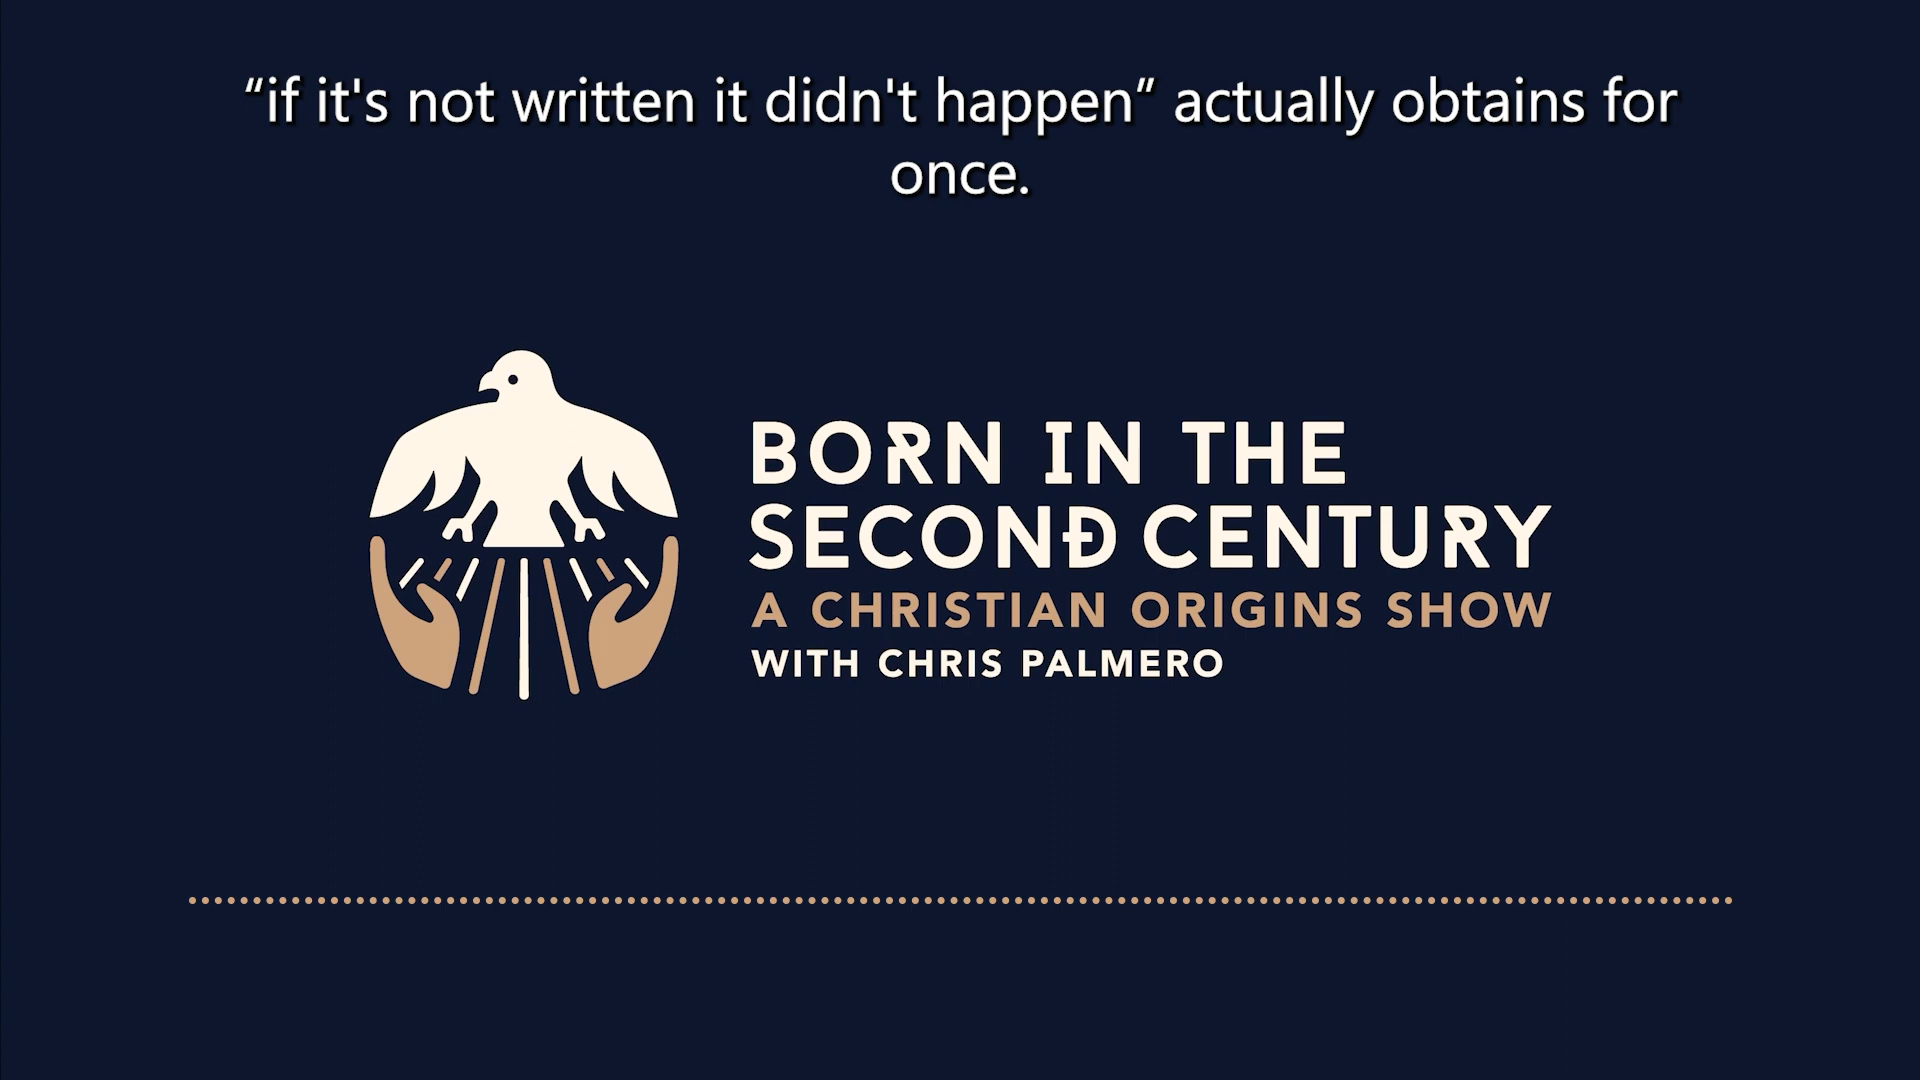 “if it's not written it didn't happen” actually obtains for
once.
BORN IN THE
SECOND CENTURY
A CHRISTIAN ORIGINS SHOW
WITH CHRIS PALMERO